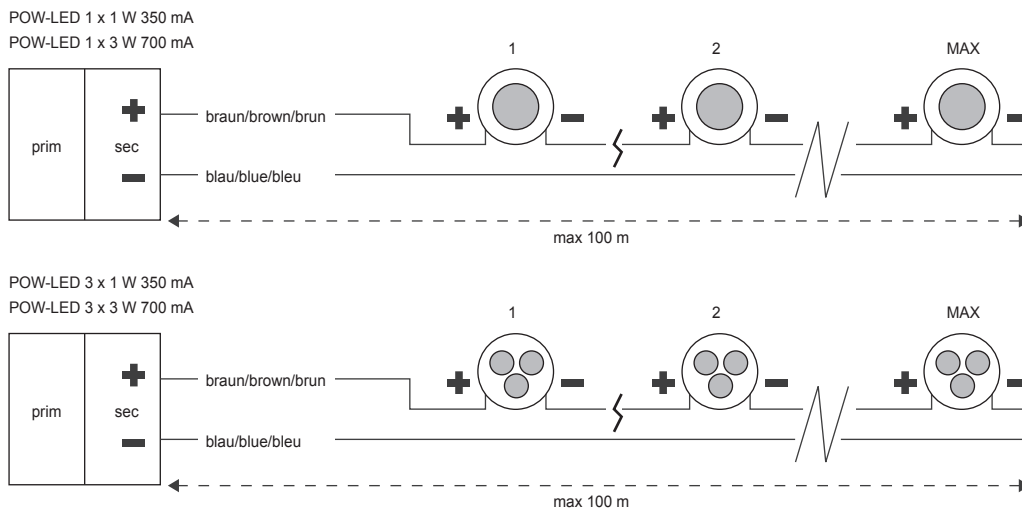 POW-LED 1 x 1 W 350 mA
POW-LED 1 x 3 W 700 mA
1 2 MAX
braun/brown/brun
prim sec
blau/blue/bleu
max 100 m
POW-LED 3 x 1 W 350 mA
POW-LED 3 x 3 W 700 mA
1 2 MAX
braun/brown/brun
prim sec
blau/blue/bleu
max 100 m